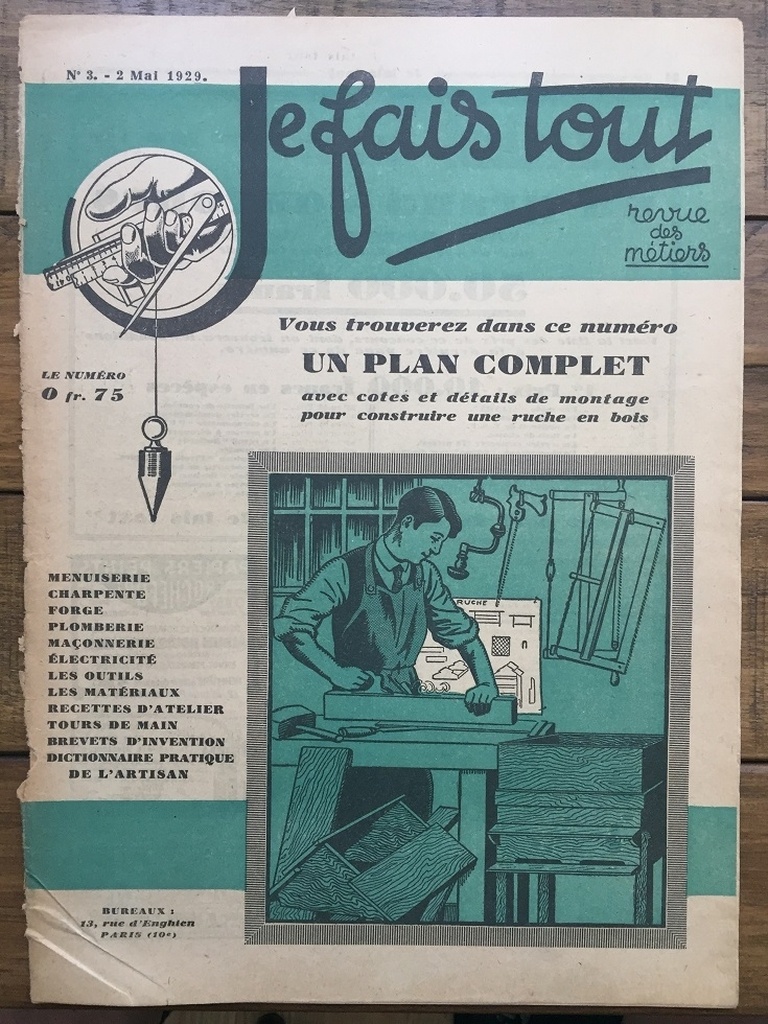 N° 3. - 2 Mai 1929.
Je fais tout
revue
des
métiers
Vous trouverez dans ce numéro
UN PLAN COMPLET
avec cotes et détails de montage
pour construire une ruche en bois
LE NUMÉRO
0 fr. 75
RUCHE
MENUISERIE
CHARPENTE
FORGE
PLOMBERIE
MAÇONNERIE
ÉLECTRICITÉ
LES OUTILS
LES MATÉRIAUX
RECETTES D'ATELIER
TOURS DE MAIN
BREVETS D'INVENTION
DICTIONNAIRE PRATIQUE
DE L'ARTISAN
BUREAUX :
13, rue d'Enghien
PARIS (10e)